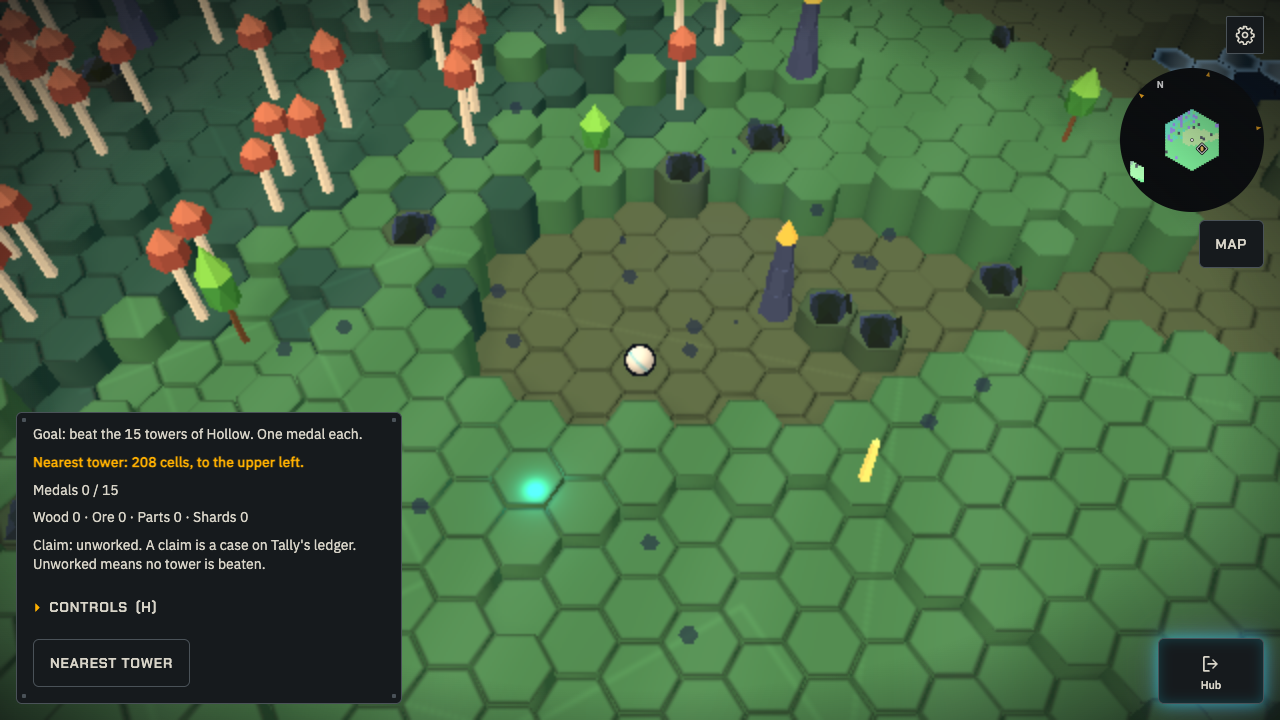 N
MAP
Goal: beat the 15 towers of Hollow. One medal each.
Nearest tower: 208 cells, to the upper left.
Medals 0 / 15
Wood 0 · Ore 0 · Parts 0 · Shards 0
Claim: unworked. A claim is a case on Tally's ledger.
Unworked means no tower is beaten.
CONTROLS (H)
NEAREST TOWER
Hub